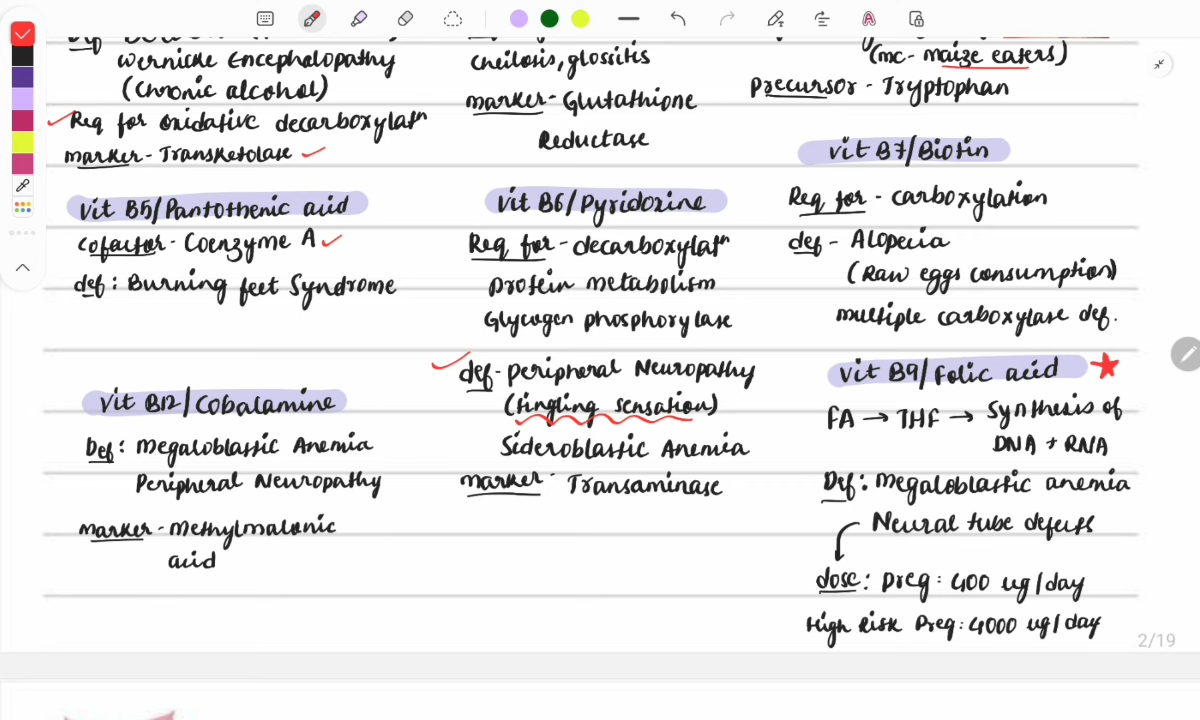 Wernicke Encephalopathy
(Chronic alcohol)
Req for oxidative decarboxylatn
marker - Transketolase
Vit B5/Pantothenic acid
cofactor - Coenzyme A
def: Burning feet Syndrome
Vit B12/Cobalamine
Def: Megaloblastic Anemia
Peripheral Neuropathy
marker - Methylmalonic
acid
cheilosis, glossitis
marker - Glutathione
Reductase
Vit B6/Pyridoxine
Req for - decarboxylatn
protein metabolism
Glycogen phosphorylase
def - Peripheral Neuropathy
(tingling sensation)
Sideroblastic Anemia
marker - Transaminase
(mc - maize eaters)
Precursor - Tryptophan
Vit B7/Biotin
Req for - carboxylation
def - Alopecia
(Raw eggs consumption)
multiple carboxylase def.
Vit B9/Folic acid
FA → THF → Synthesis of
DNA + RNA
Def: Megaloblastic anemia
Neural tube defects
dose: Preg: 400 ug/day
High Risk Preg: 4000 ug/day
2/19